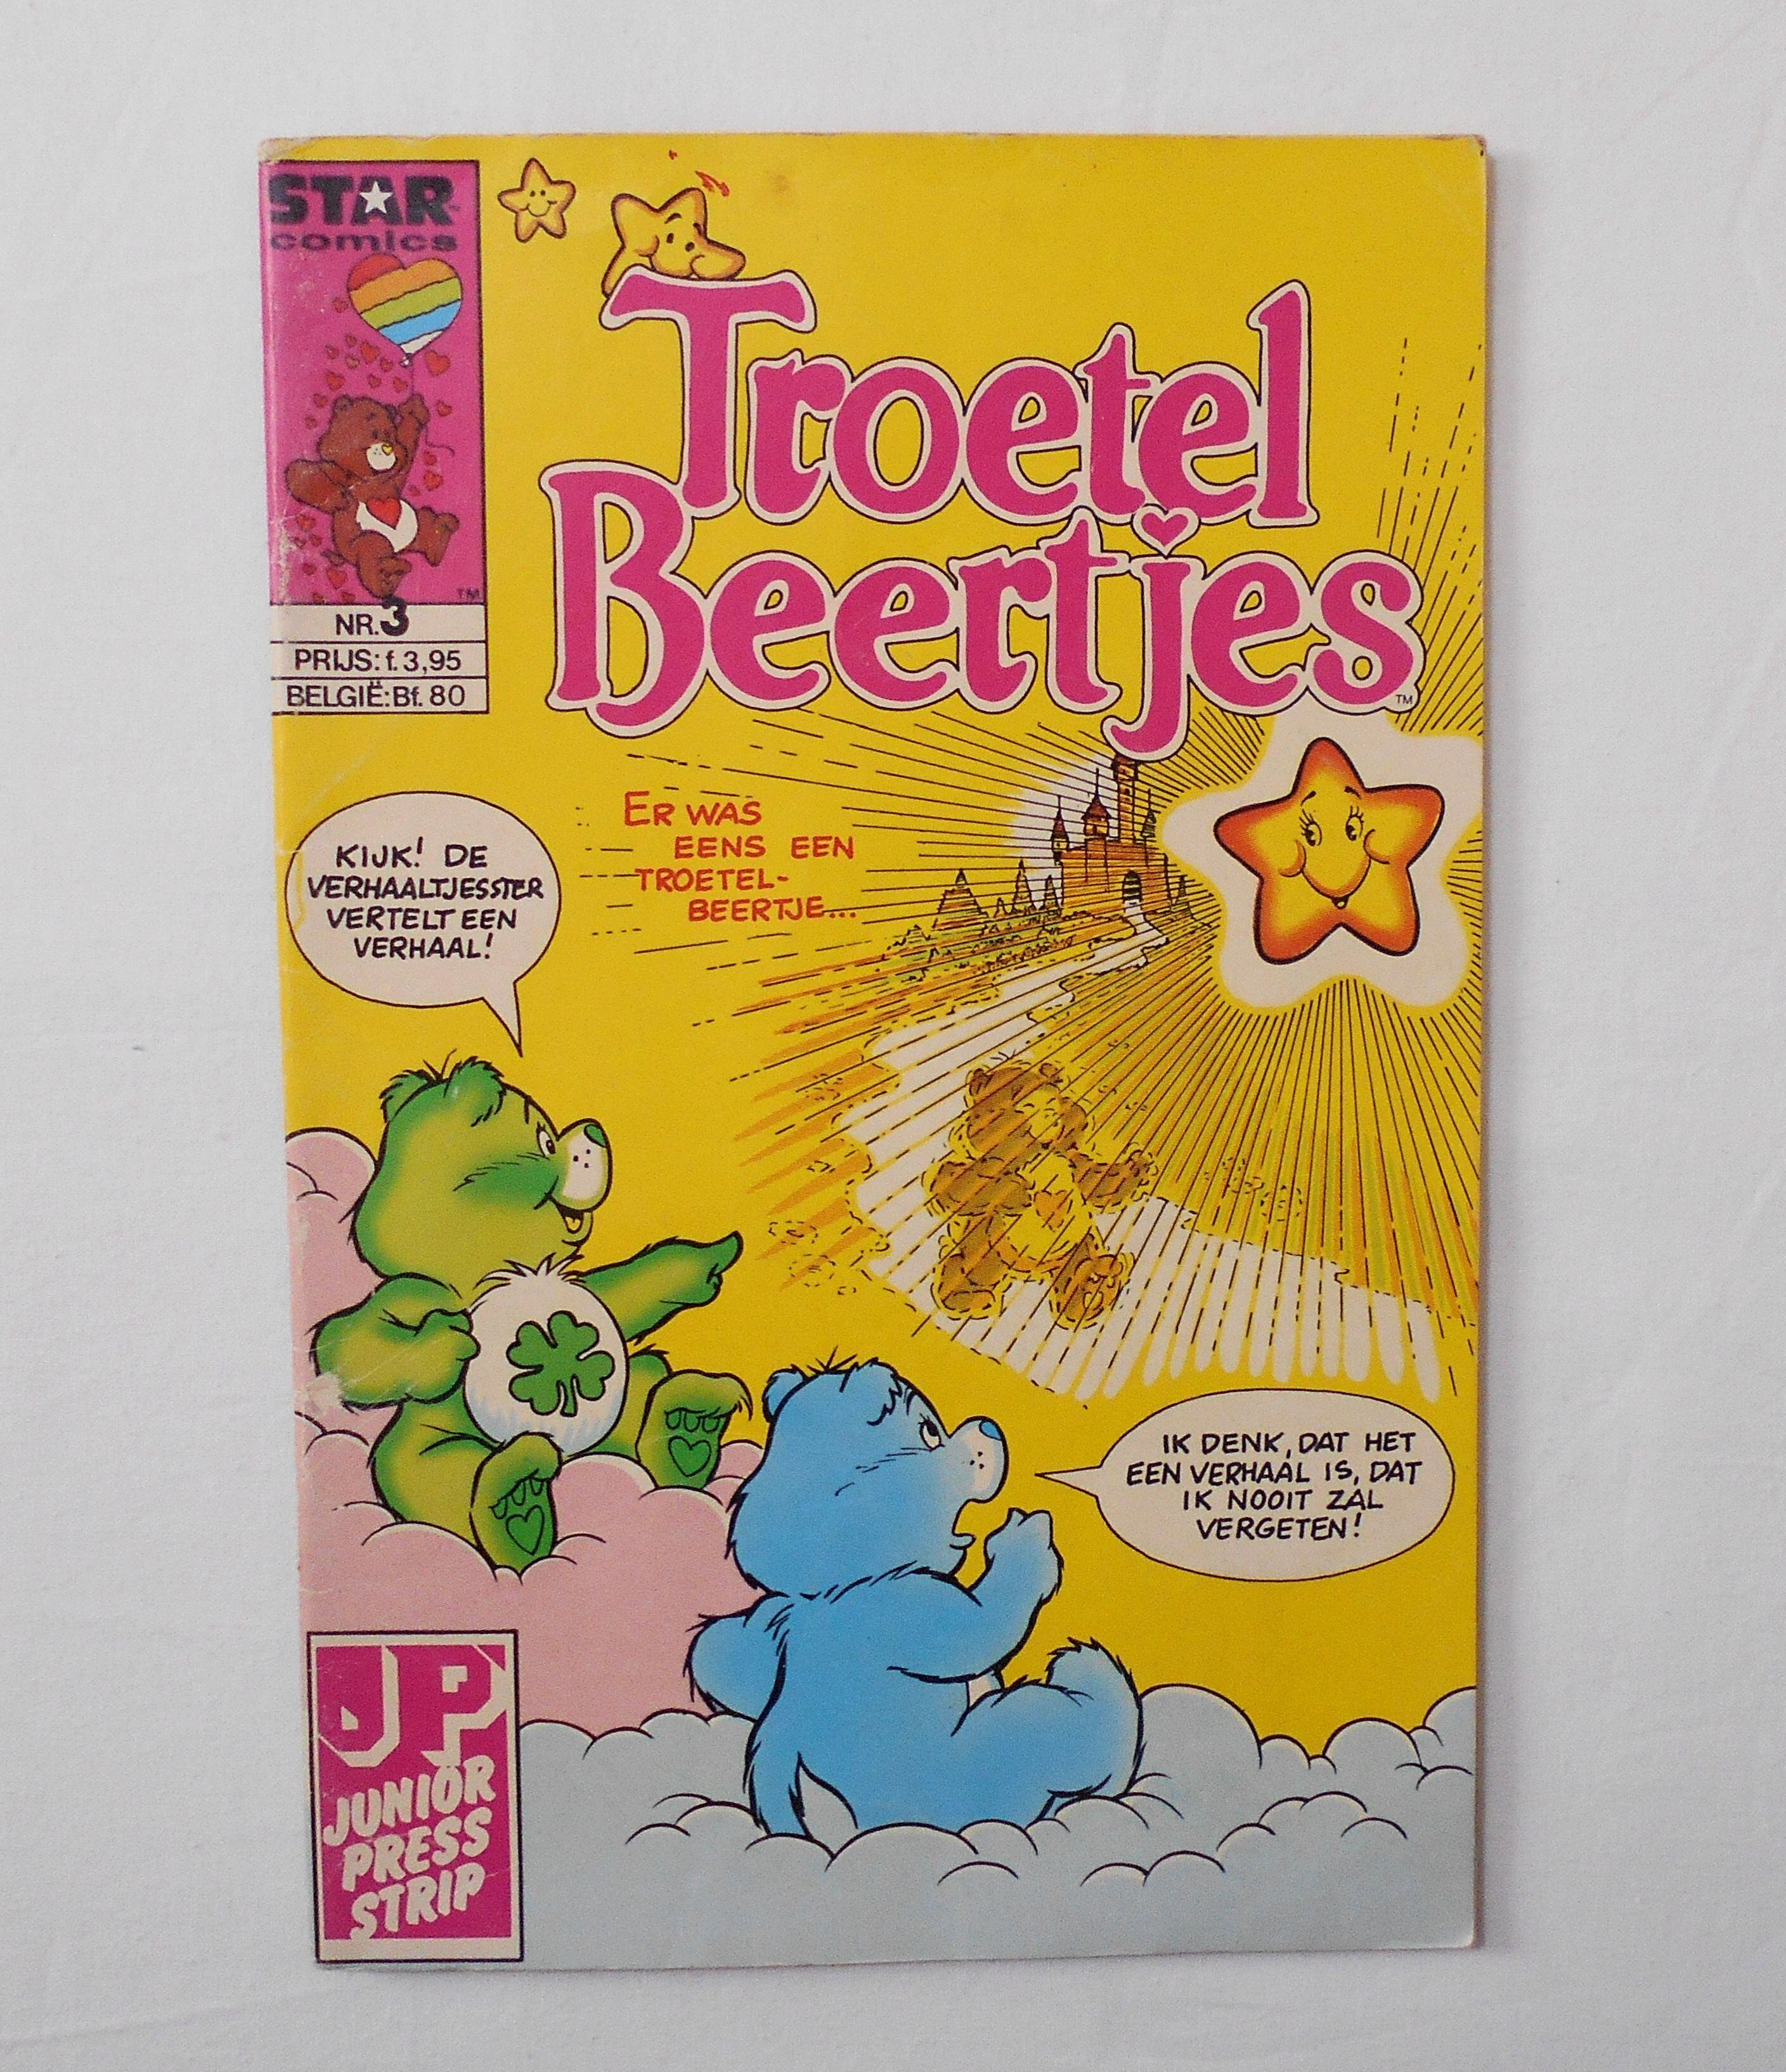 STAR
comics
TM
NR.3
PRIJS: f.3,95
BELGIË: Bf. 80
Troetel
Beertjes
TM
KIJK! DE
VERHAALTJESSTER
VERTELT EEN
VERHAAL!
ER WAS
EENS EEN
TROETEL-
BEERTJE...
IK DENK, DAT HET
EEN VERHAAL IS, DAT
IK NOOIT ZAL
VERGETEN!
JP
JUNIOR
PRESS
STRIP